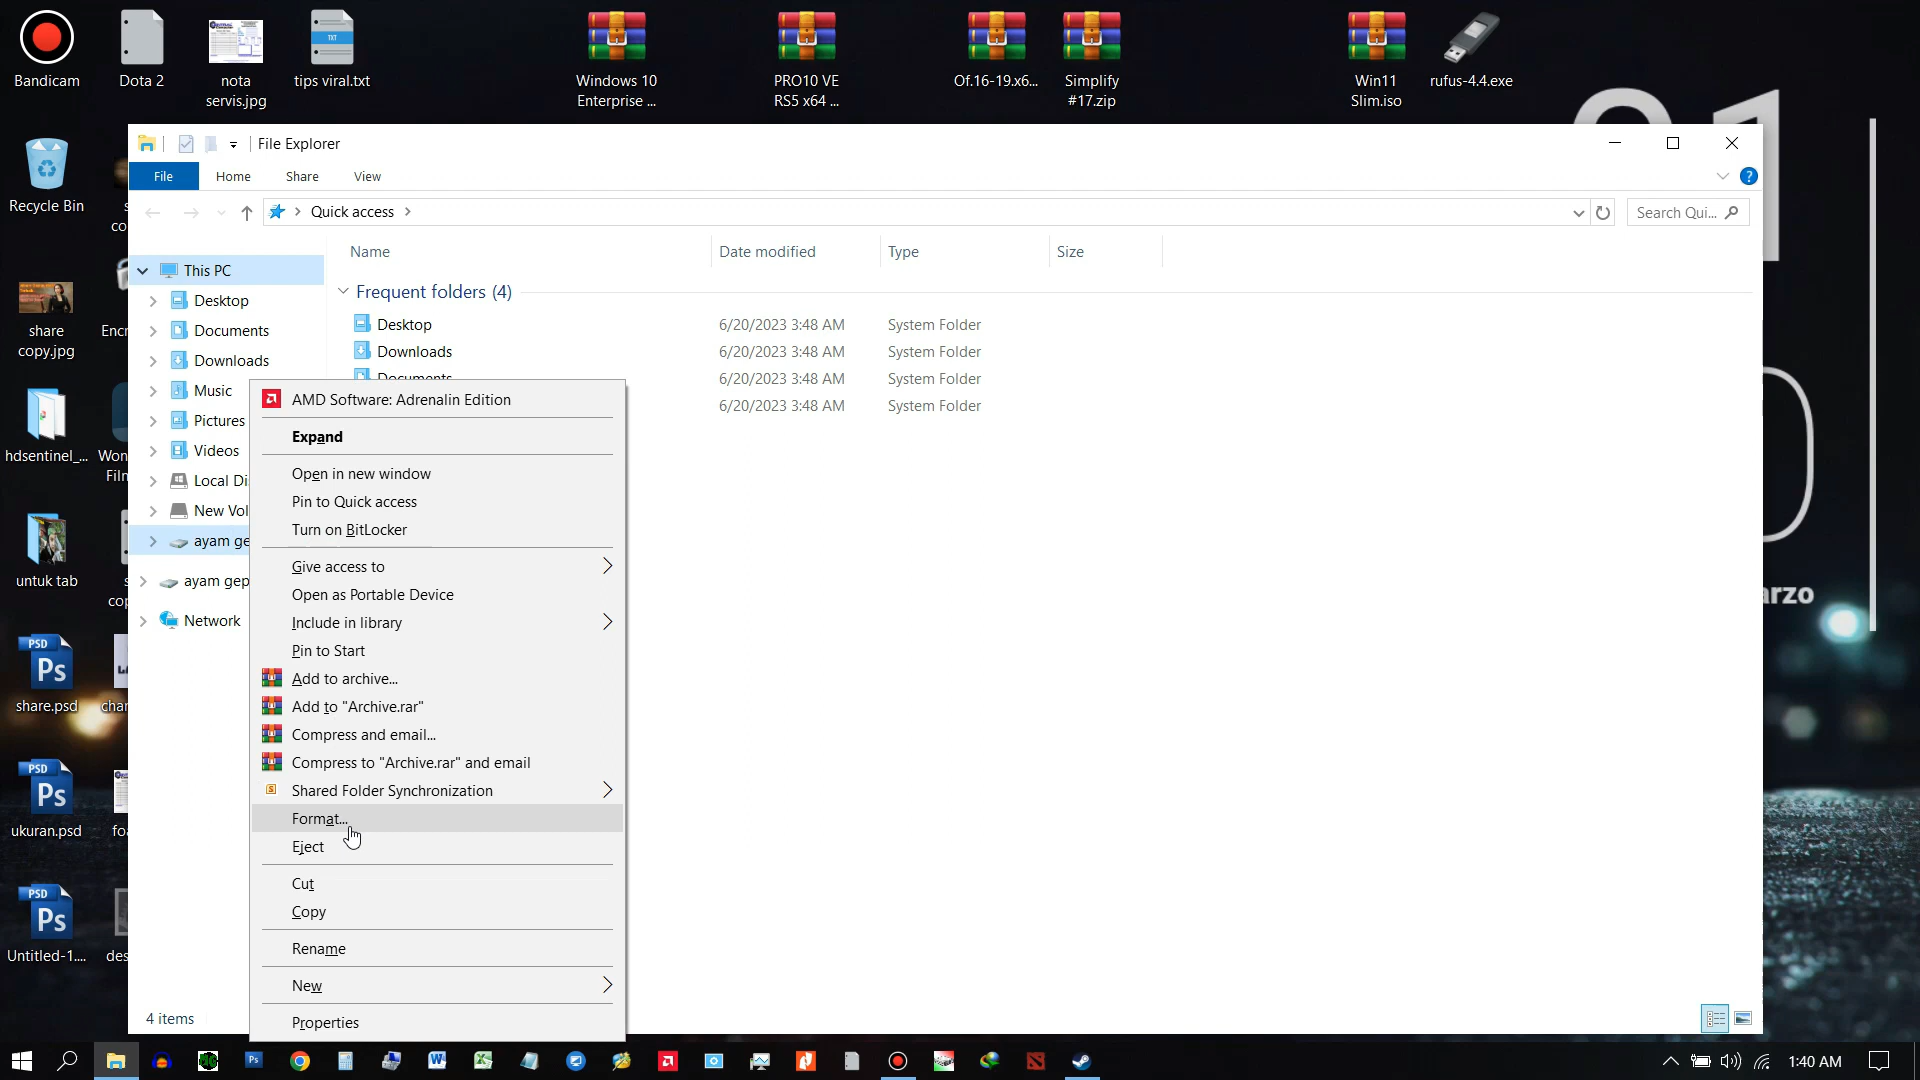 Bandicam
Dota 2
nota
servis.jpg
tips viral.txt
Windows 10
Enterprise ...
PRO10 VE
RS5 x64 ...
Of.16-19.x6...
Simplify
#17.zip
Win11
Slim.iso
rufus-4.4.exe
Recycle Bin
share
copy.jpg
hdsentinel_...
untuk tab
share.psd
ukuran.psd
Untitled-1....
File Explorer
File
Home
Share
View
Quick access
Search Qui...
Name
Date modified
Type
Size
This PC
Desktop
Documents
Downloads
Music
Pictures
Videos
Local Di
New Vol
ayam ge
ayam gep
Network
Frequent folders (4)
Desktop 6/20/2023 3:48 AM System Folder
Downloads 6/20/2023 3:48 AM System Folder
Documents 6/20/2023 3:48 AM System Folder
6/20/2023 3:48 AM System Folder
AMD Software: Adrenalin Edition
Expand
Open in new window
Pin to Quick access
Turn on BitLocker
Give access to
Open as Portable Device
Include in library
Pin to Start
Add to archive...
Add to "Archive.rar"
Compress and email...
Compress to "Archive.rar" and email
Shared Folder Synchronization
Format...
Eject
Cut
Copy
Rename
New
Properties
4 items
arzo
1:40 AM